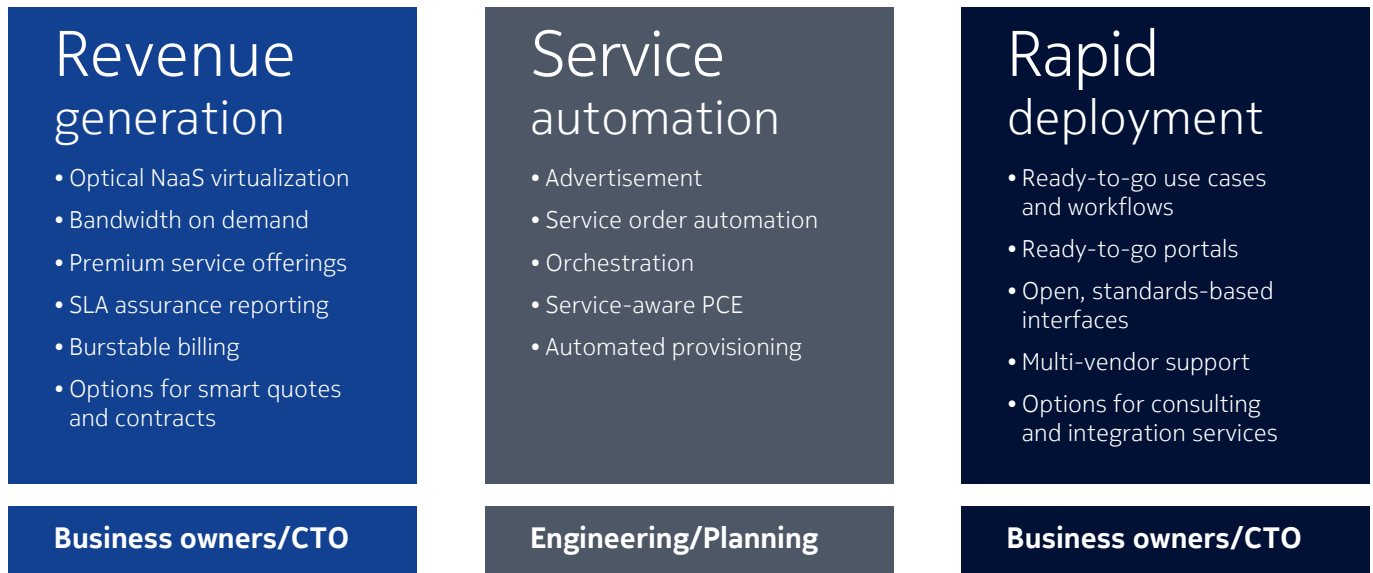 Revenue
generation
• Optical NaaS virtualization
• Bandwidth on demand
• Premium service offerings
• SLA assurance reporting
• Burstable billing
• Options for smart quotes
and contracts
Business owners/CTO
Service
automation
• Advertisement
• Service order automation
• Orchestration
• Service-aware PCE
• Automated provisioning
Engineering/Planning
Rapid
deployment
• Ready-to-go use cases
and workflows
• Ready-to-go portals
• Open, standards-based
interfaces
• Multi-vendor support
• Options for consulting
and integration services
Business owners/CTO